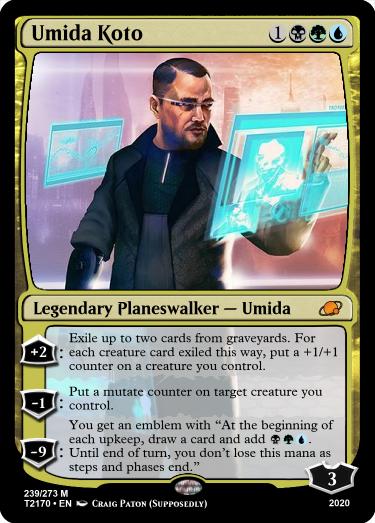 Umida Koto 1
Legendary Planeswalker — Umida
+2: Exile up to two cards from graveyards. For
each creature card exiled this way, put a +1/+1
counter on a creature you control.
-1: Put a mutate counter on target creature you
control.
You get an emblem with “At the beginning of
-9: each upkeep, draw a card and add
Until end of turn, you don’t lose this mana as
steps and phases end.”
3
239/273 M
T2170 • EN Craig Paton (Supposedly)
2020